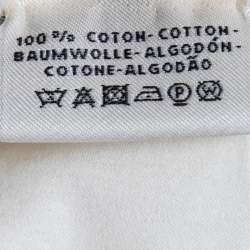 100 % COTON-COTTON-
BAUMWOLLE-ALGODÓN-
COTONE-ALGODÃO
P W